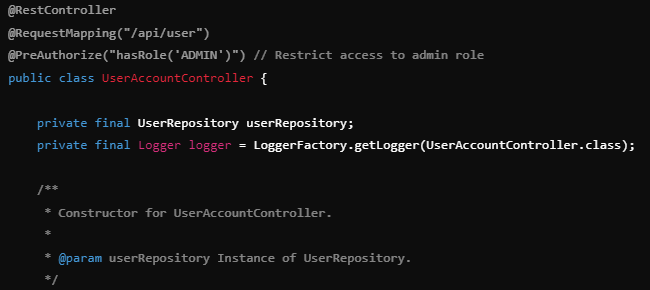 @RestController
@RequestMapping("/api/user")
@PreAuthorize("hasRole('ADMIN')") // Restrict access to admin role
public class UserAccountController {
private final UserRepository userRepository;
private final Logger logger = LoggerFactory.getLogger(UserAccountController.class);
/**
* Constructor for UserAccountController.
*
* @param userRepository Instance of UserRepository.
*/